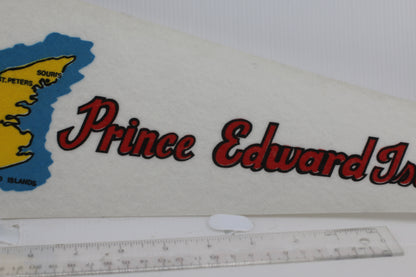 SOURIS
ST. PETERS
Prince Edward Is
ISLANDS